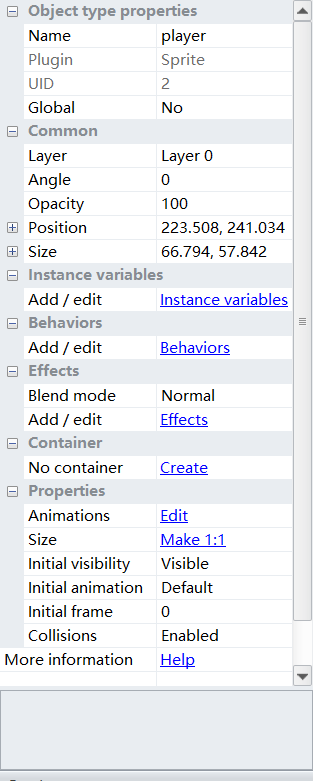 Object type properties
Name player
Plugin Sprite
UID 2
Global No
Common
Layer Layer 0
Angle 0
Opacity 100
Position 223.508, 241.034
Size 66.794, 57.842
Instance variables
Add / edit Instance variables
Behaviors
Add / edit Behaviors
Effects
Blend mode Normal
Add / edit Effects
Container
No container Create
Properties
Animations Edit
Size Make 1:1
Initial visibility Visible
Initial animation Default
Initial frame 0
Collisions Enabled
More information Help